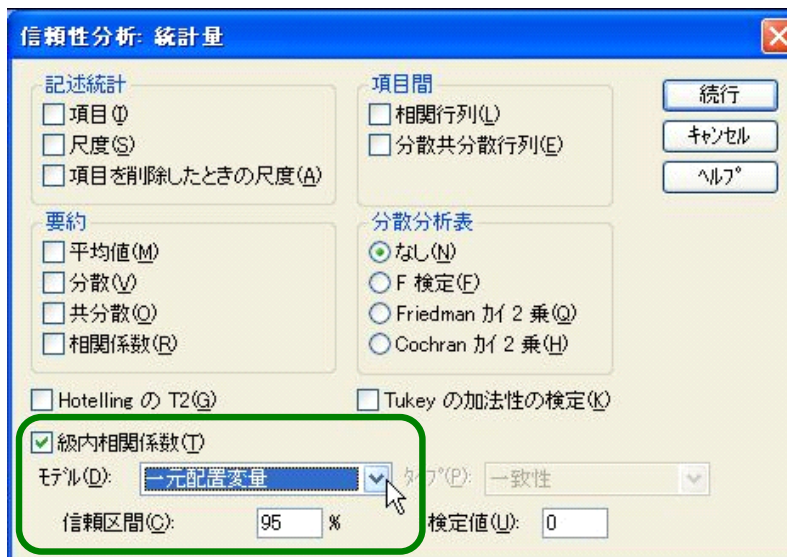 信頼性分析: 統計量
記述統計
項目(I)
尺度(S)
項目を削除したときの尺度(A)
項目間
相関行列(L)
分散共分散行列(E)
続行
キャンセル
ヘルプ
要約
平均値(M)
分散(V)
共分散(O)
相関係数(R)
分散分析表
なし(N)
F 検定(F)
Friedman カイ 2 乗(Q)
Cochran カイ 2 乗(H)
Hotelling の T2(G)
Tukey の加法性の検定(K)
級内相関係数(T)
モデル(D): 一元配置変量 タイプ(P): 一致性
信頼区間(C): 95 % 検定値(U): 0